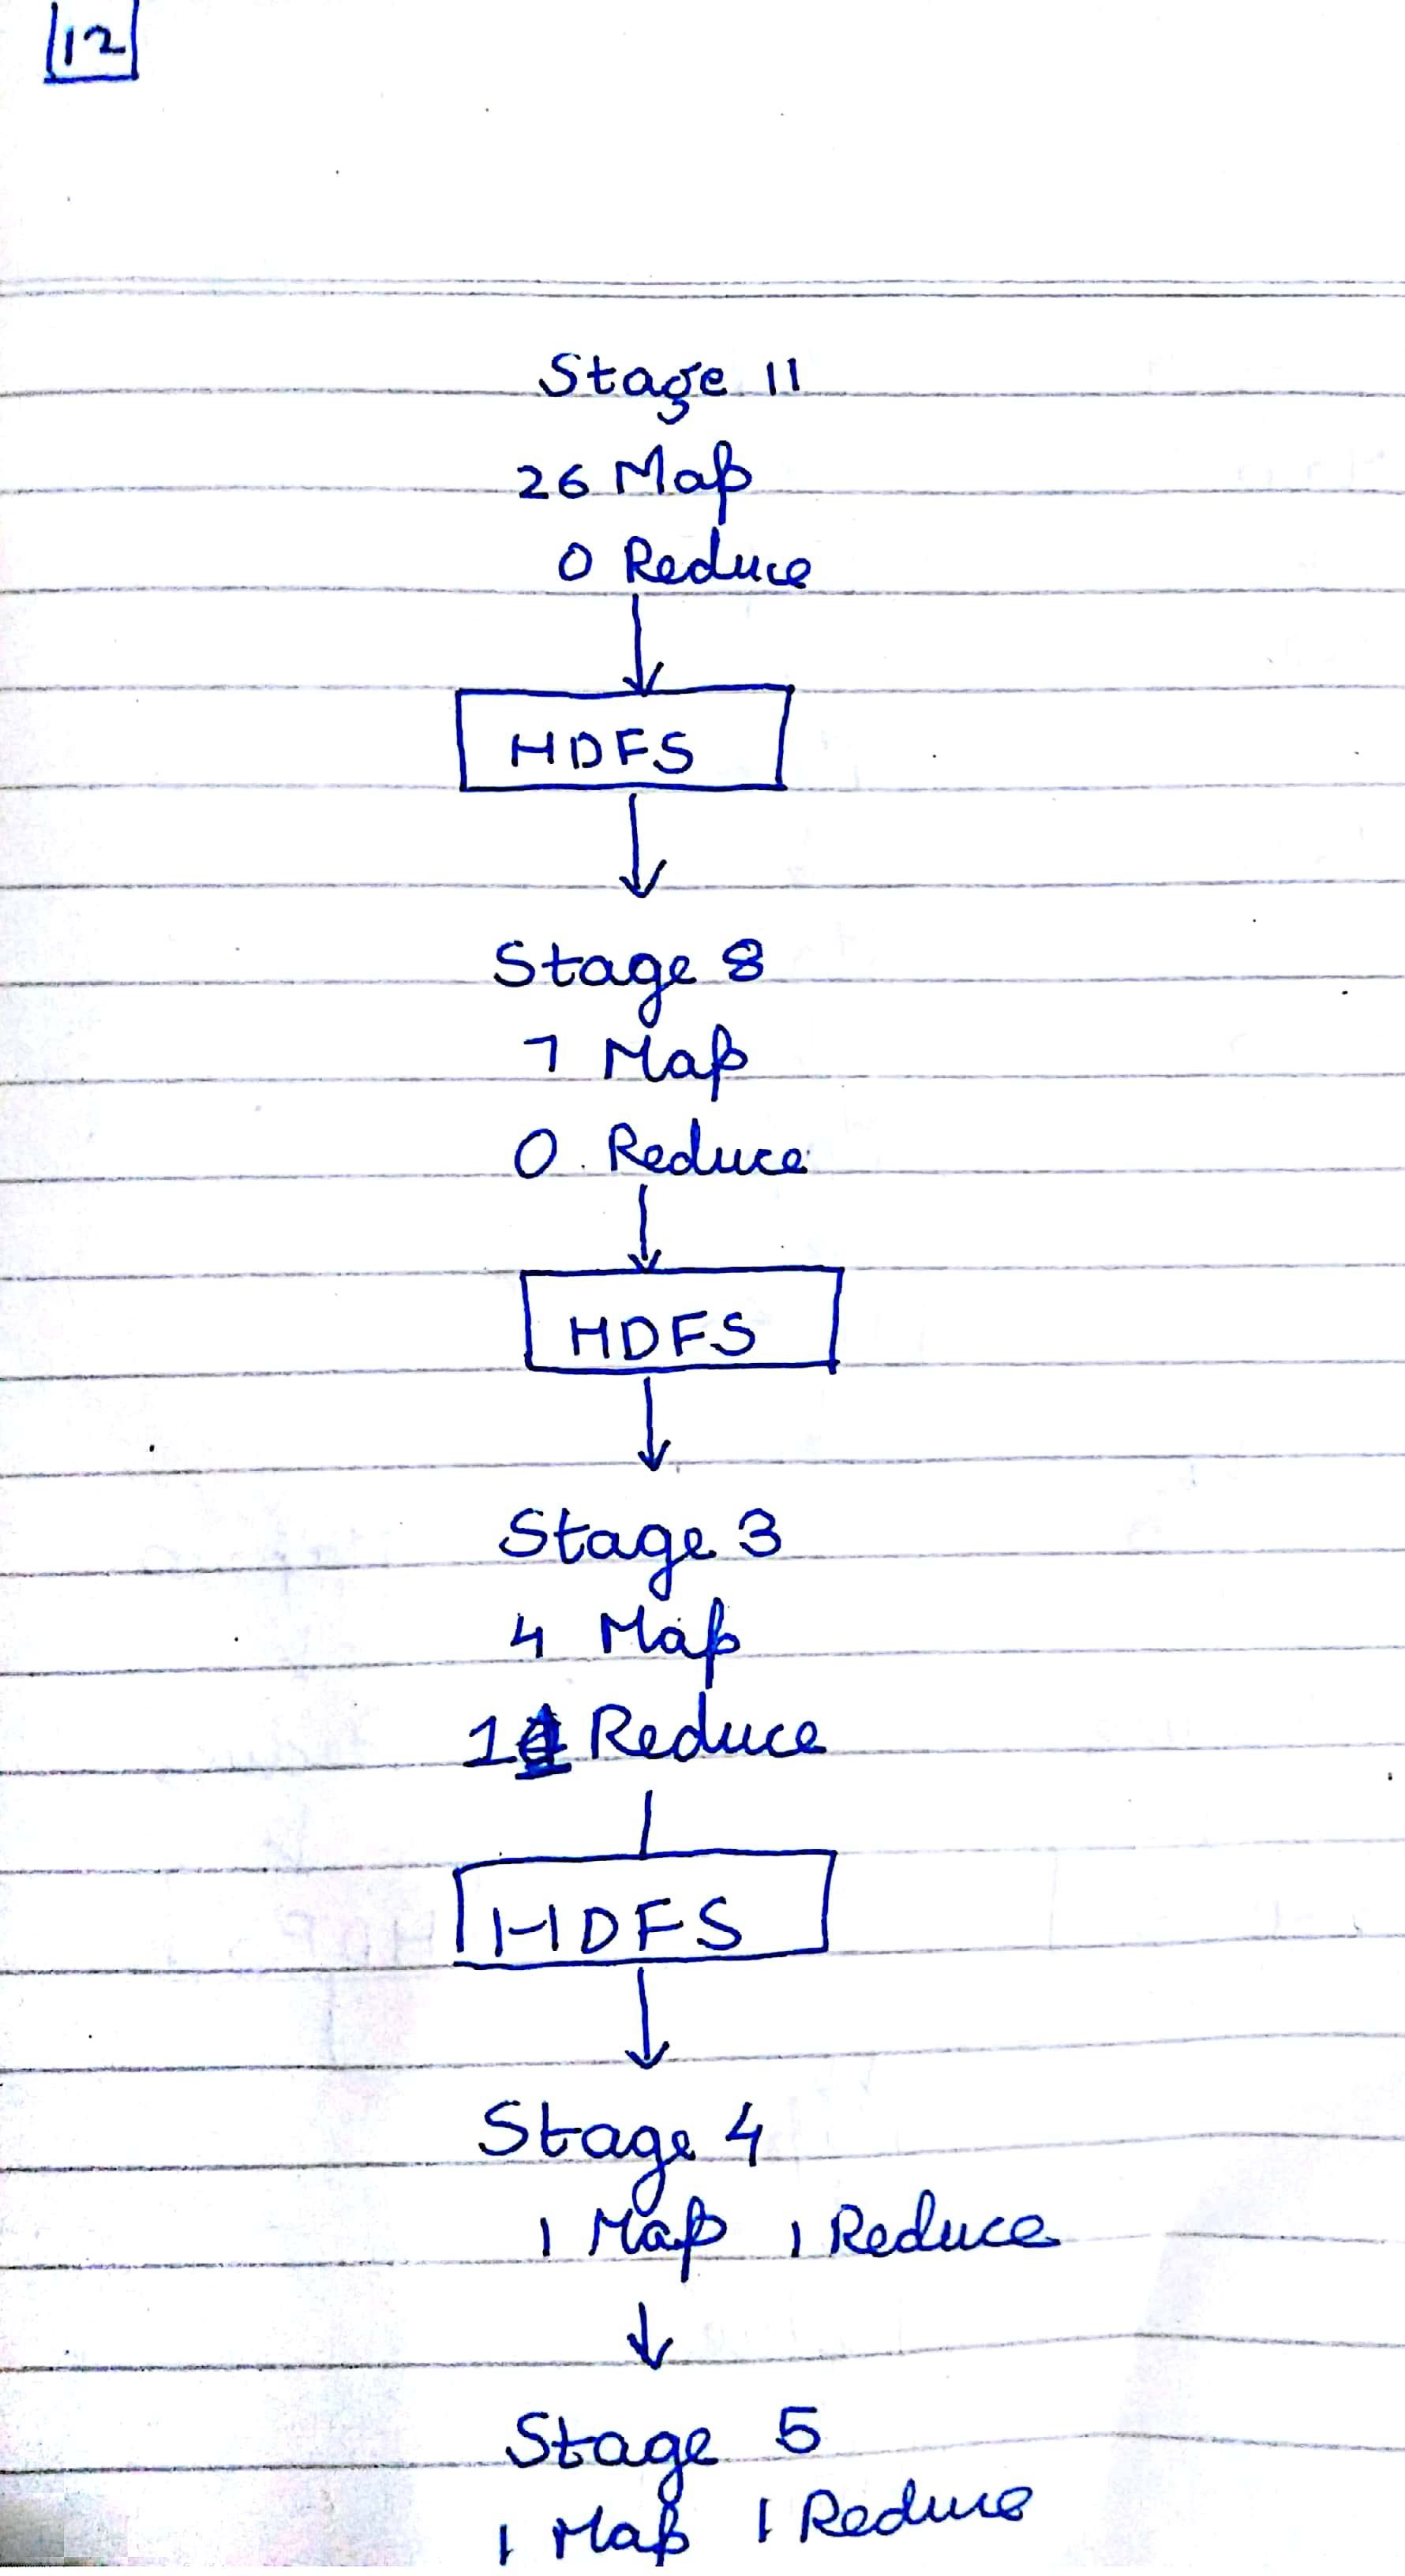 12
Stage 11
26 Map
0 Reduce
HDFS
Stage 8
7 Map
0 Reduce
HDFS
Stage 3
4 Map
1 Reduce
HDFS
Stage 4
1 Map 1 Reduce
Stage 5
1 Map 1 Reduce